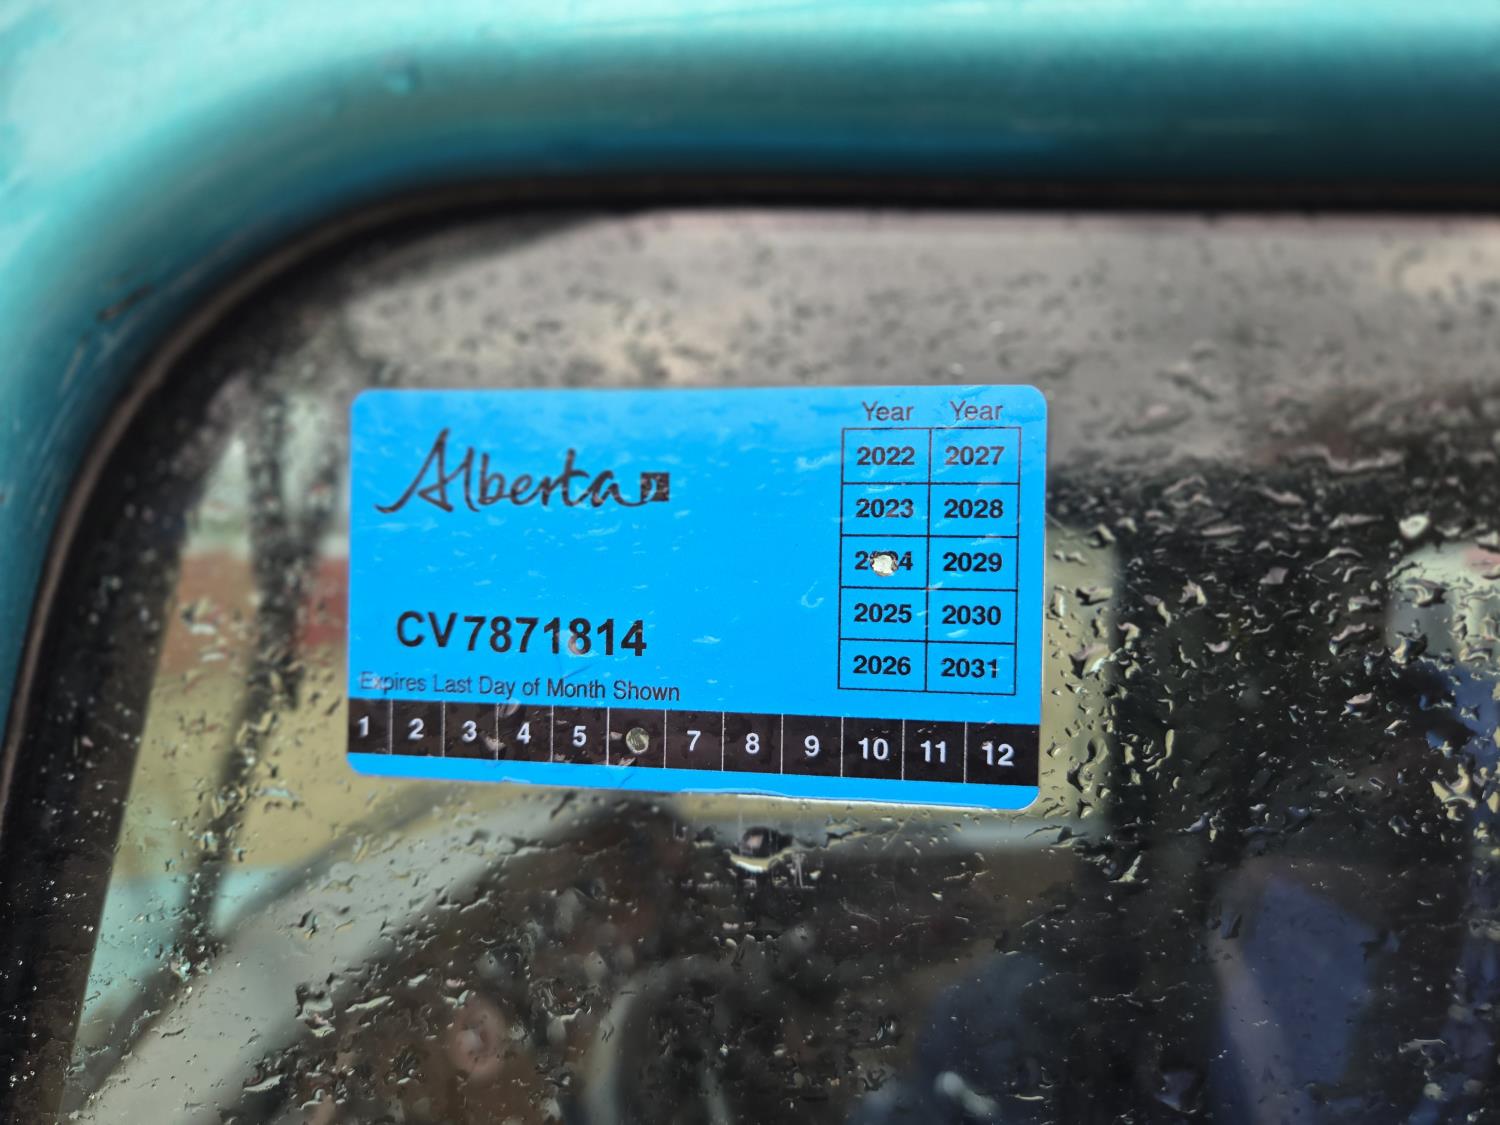 Alberta
Year Year
2022 2027
2023 2028
2024 2029
2025 2030
2026 2031
CV7871814
Expires Last Day of Month Shown
1 2 3 4 5 7 8 9 10 11 12